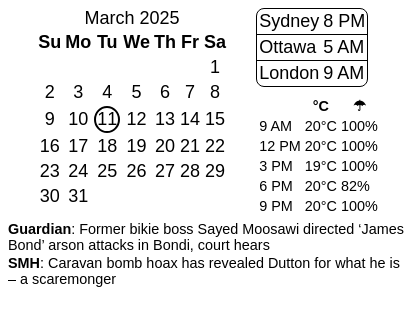 March 2025
Su Mo Tu We Th Fr Sa
1
2 3 4 5 6 7 8
9 10 11 12 13 14 15
16 17 18 19 20 21 22
23 24 25 26 27 28 29
30 31
Sydney 8 PM
Ottawa 5 AM
London 9 AM
°C ☂
9 AM 20°C 100%
12 PM 20°C 100%
3 PM 19°C 100%
6 PM 20°C 82%
9 PM 20°C 100%
Guardian: Former bikie boss Sayed Moosawi directed ‘James
Bond’ arson attacks in Bondi, court hears
SMH: Caravan bomb hoax has revealed Dutton for what he is
– a scaremonger